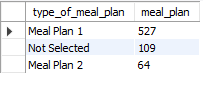 type_of_meal_plan meal_plan
Meal Plan 1 527
Not Selected 109
Meal Plan 2 64